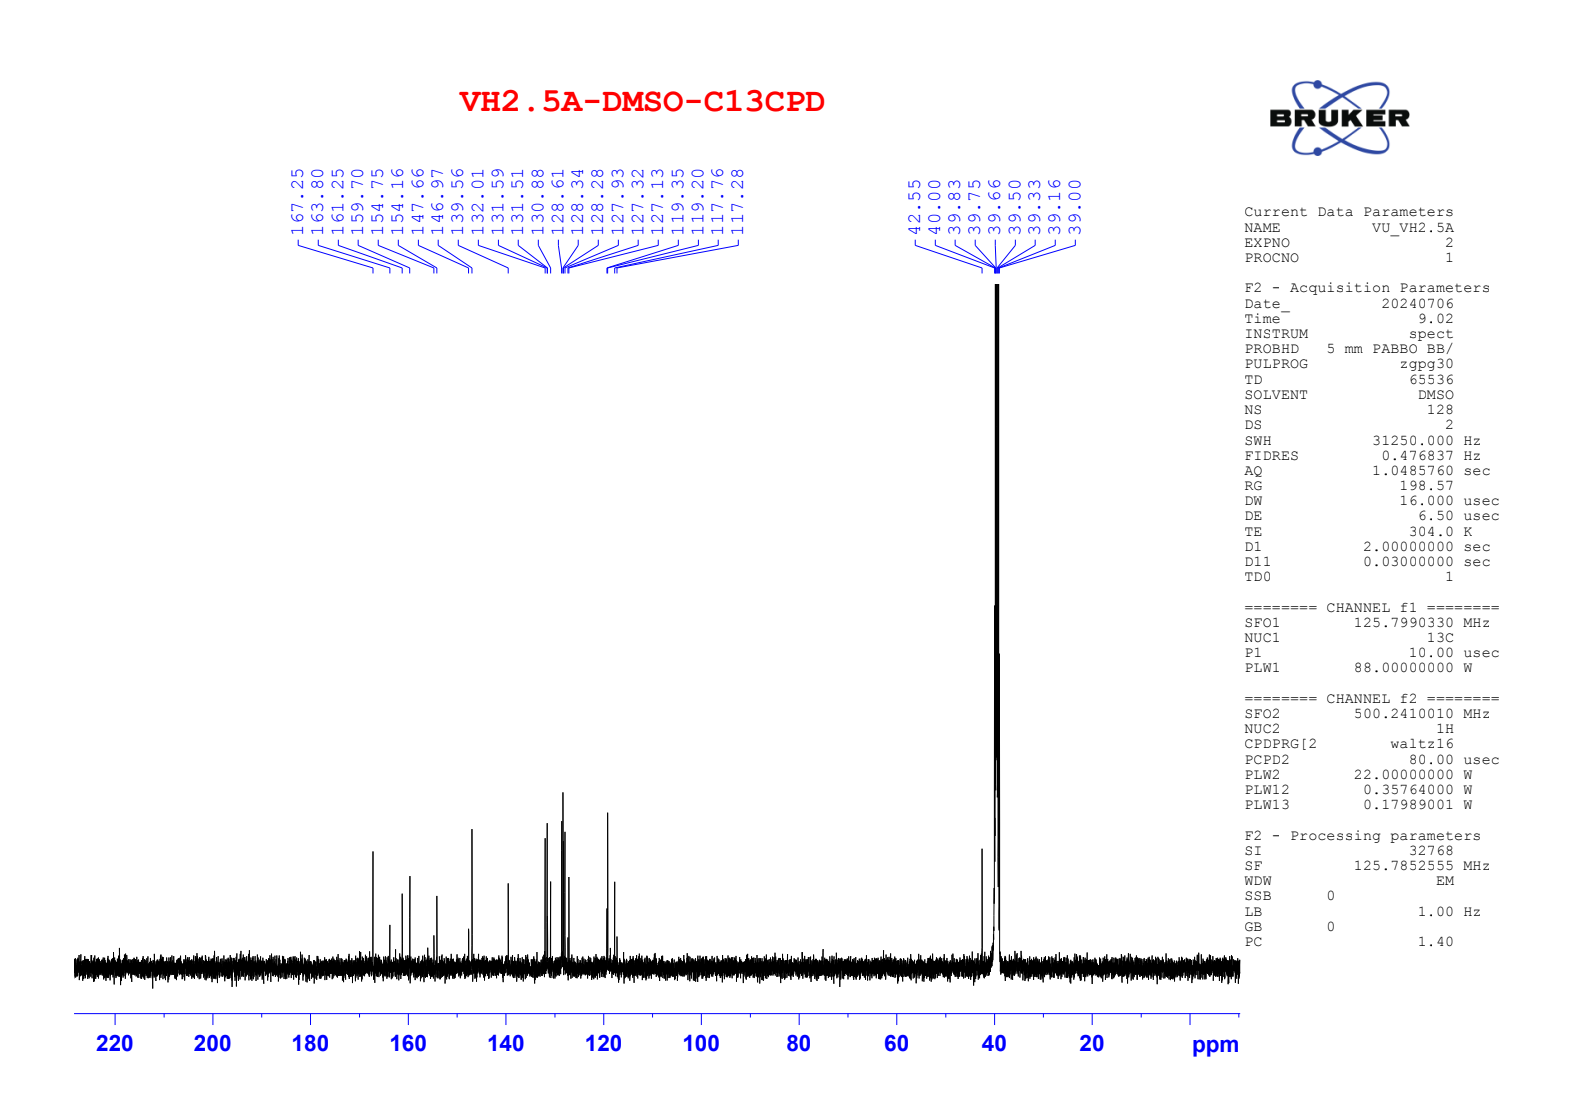 VH2.5A-DMSO-C13CPD
BRUKER
167.25
163.80
161.25
159.70
154.75
154.16
147.66
146.97
139.56
132.01
131.59
131.51
130.88
128.61
128.34
128.28
127.93
127.32
127.13
119.35
119.20
117.76
117.28
42.55
40.00
39.83
39.75
39.66
39.50
39.33
39.16
39.00
Current Data Parameters
NAME VU_VH2.5A
EXPNO 2
PROCNO 1
F2 - Acquisition Parameters
Date_ 20240706
Time 9.02
INSTRUM spect
PROBHD 5 mm PABBO BB/
PULPROG zgpg30
TD 65536
SOLVENT DMSO
NS 128
DS 2
SWH 31250.000 Hz
FIDRES 0.476837 Hz
AQ 1.0485760 sec
RG 198.57
DW 16.000 usec
DE 6.50 usec
TE 304.0 K
D1 2.00000000 sec
D11 0.03000000 sec
TD0 1
======== CHANNEL f1 ========
SFO1 125.7990330 MHz
NUC1 13C
P1 10.00 usec
PLW1 88.00000000 W
======== CHANNEL f2 ========
SFO2 500.2410010 MHz
NUC2 1H
CPDPRG[2 waltz16
PCPD2 80.00 usec
PLW2 22.00000000 W
PLW12 0.35764000 W
PLW13 0.17989001 W
F2 - Processing parameters
SI 32768
SF 125.7852555 MHz
WDW EM
SSB 0
LB 1.00 Hz
GB 0
PC 1.40
220 200 180 160 140 120 100 80 60 40 20 ppm